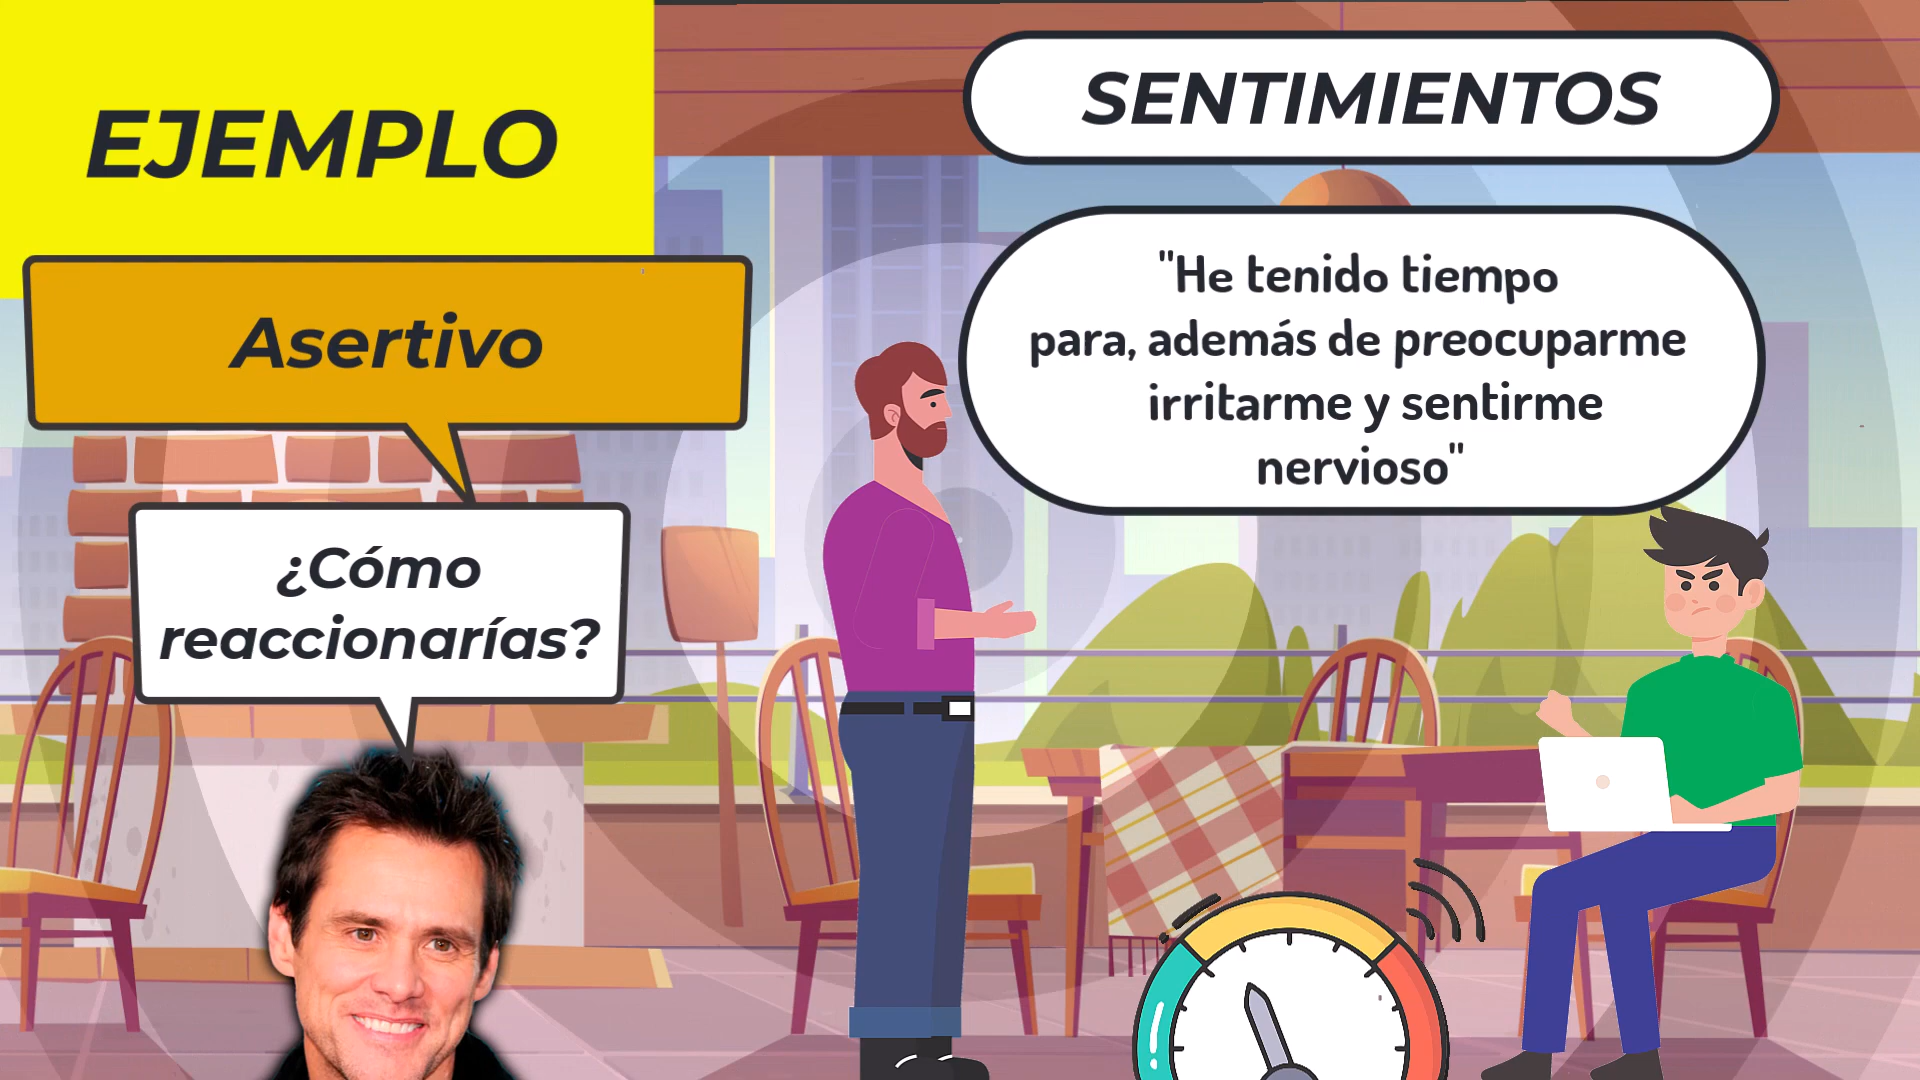 EJEMPLO
Asertivo
¿Cómo
reaccionarías?
SENTIMIENTOS
"He tenido tiempo
para, además de preocuparme
irritarme y sentirme
nervioso"